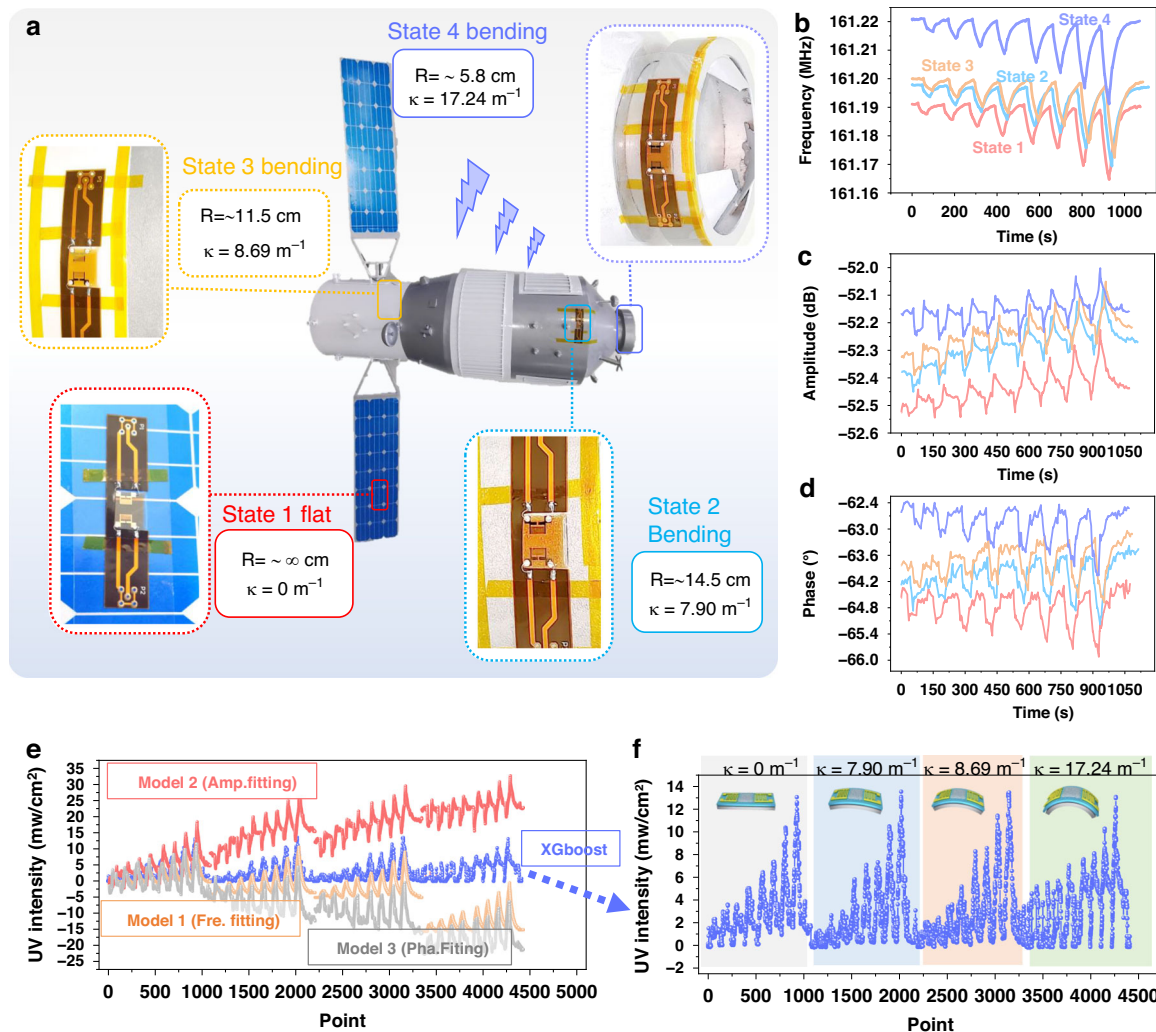 a
State 4 bending
R= ~ 5.8 cm
κ = 17.24 m⁻¹
State 3 bending
R=~11.5 cm
κ = 8.69 m⁻¹
State 1 flat
R= ~ ∞ cm
κ = 0 m⁻¹
State 2
Bending
R=~14.5 cm
κ = 7.90 m⁻¹
b
161.22
161.21
161.20
161.19
161.18
161.17
161.16
Frequency (MHz)
State 4
State 3
State 2
State 1
0 200 400 600 800 1000
Time (s)
c
−52.0
−52.1
−52.2
−52.3
−52.4
−52.5
−52.6
Amplitude (dB)
0 150 300 450 600 750 900 1050
Time (s)
d
−62.4
−63.0
−63.6
−64.2
−64.8
−65.4
−66.0
Phase (°)
0 150 300 450 600 750 900 1050
Time (s)
e
35
30
25
20
15
10
5
0
−5
−10
−15
−20
−25
UV intensity (mw/cm²)
Model 2 (Amp.fitting)
XGboost
Model 1 (Fre. fitting)
Model 3 (Pha.Fiting)
0 500 1000 1500 2000 2500 3000 3500 4000 4500 5000
Point
f
κ = 0 m⁻¹ κ = 7.90 m⁻¹ κ = 8.69 m⁻¹ κ = 17.24 m⁻¹
14
12
10
8
6
4
2
0
−2
UV intensity (mw/cm²)
0 500 1000 1500 2000 2500 3000 3500 4000 4500
Point